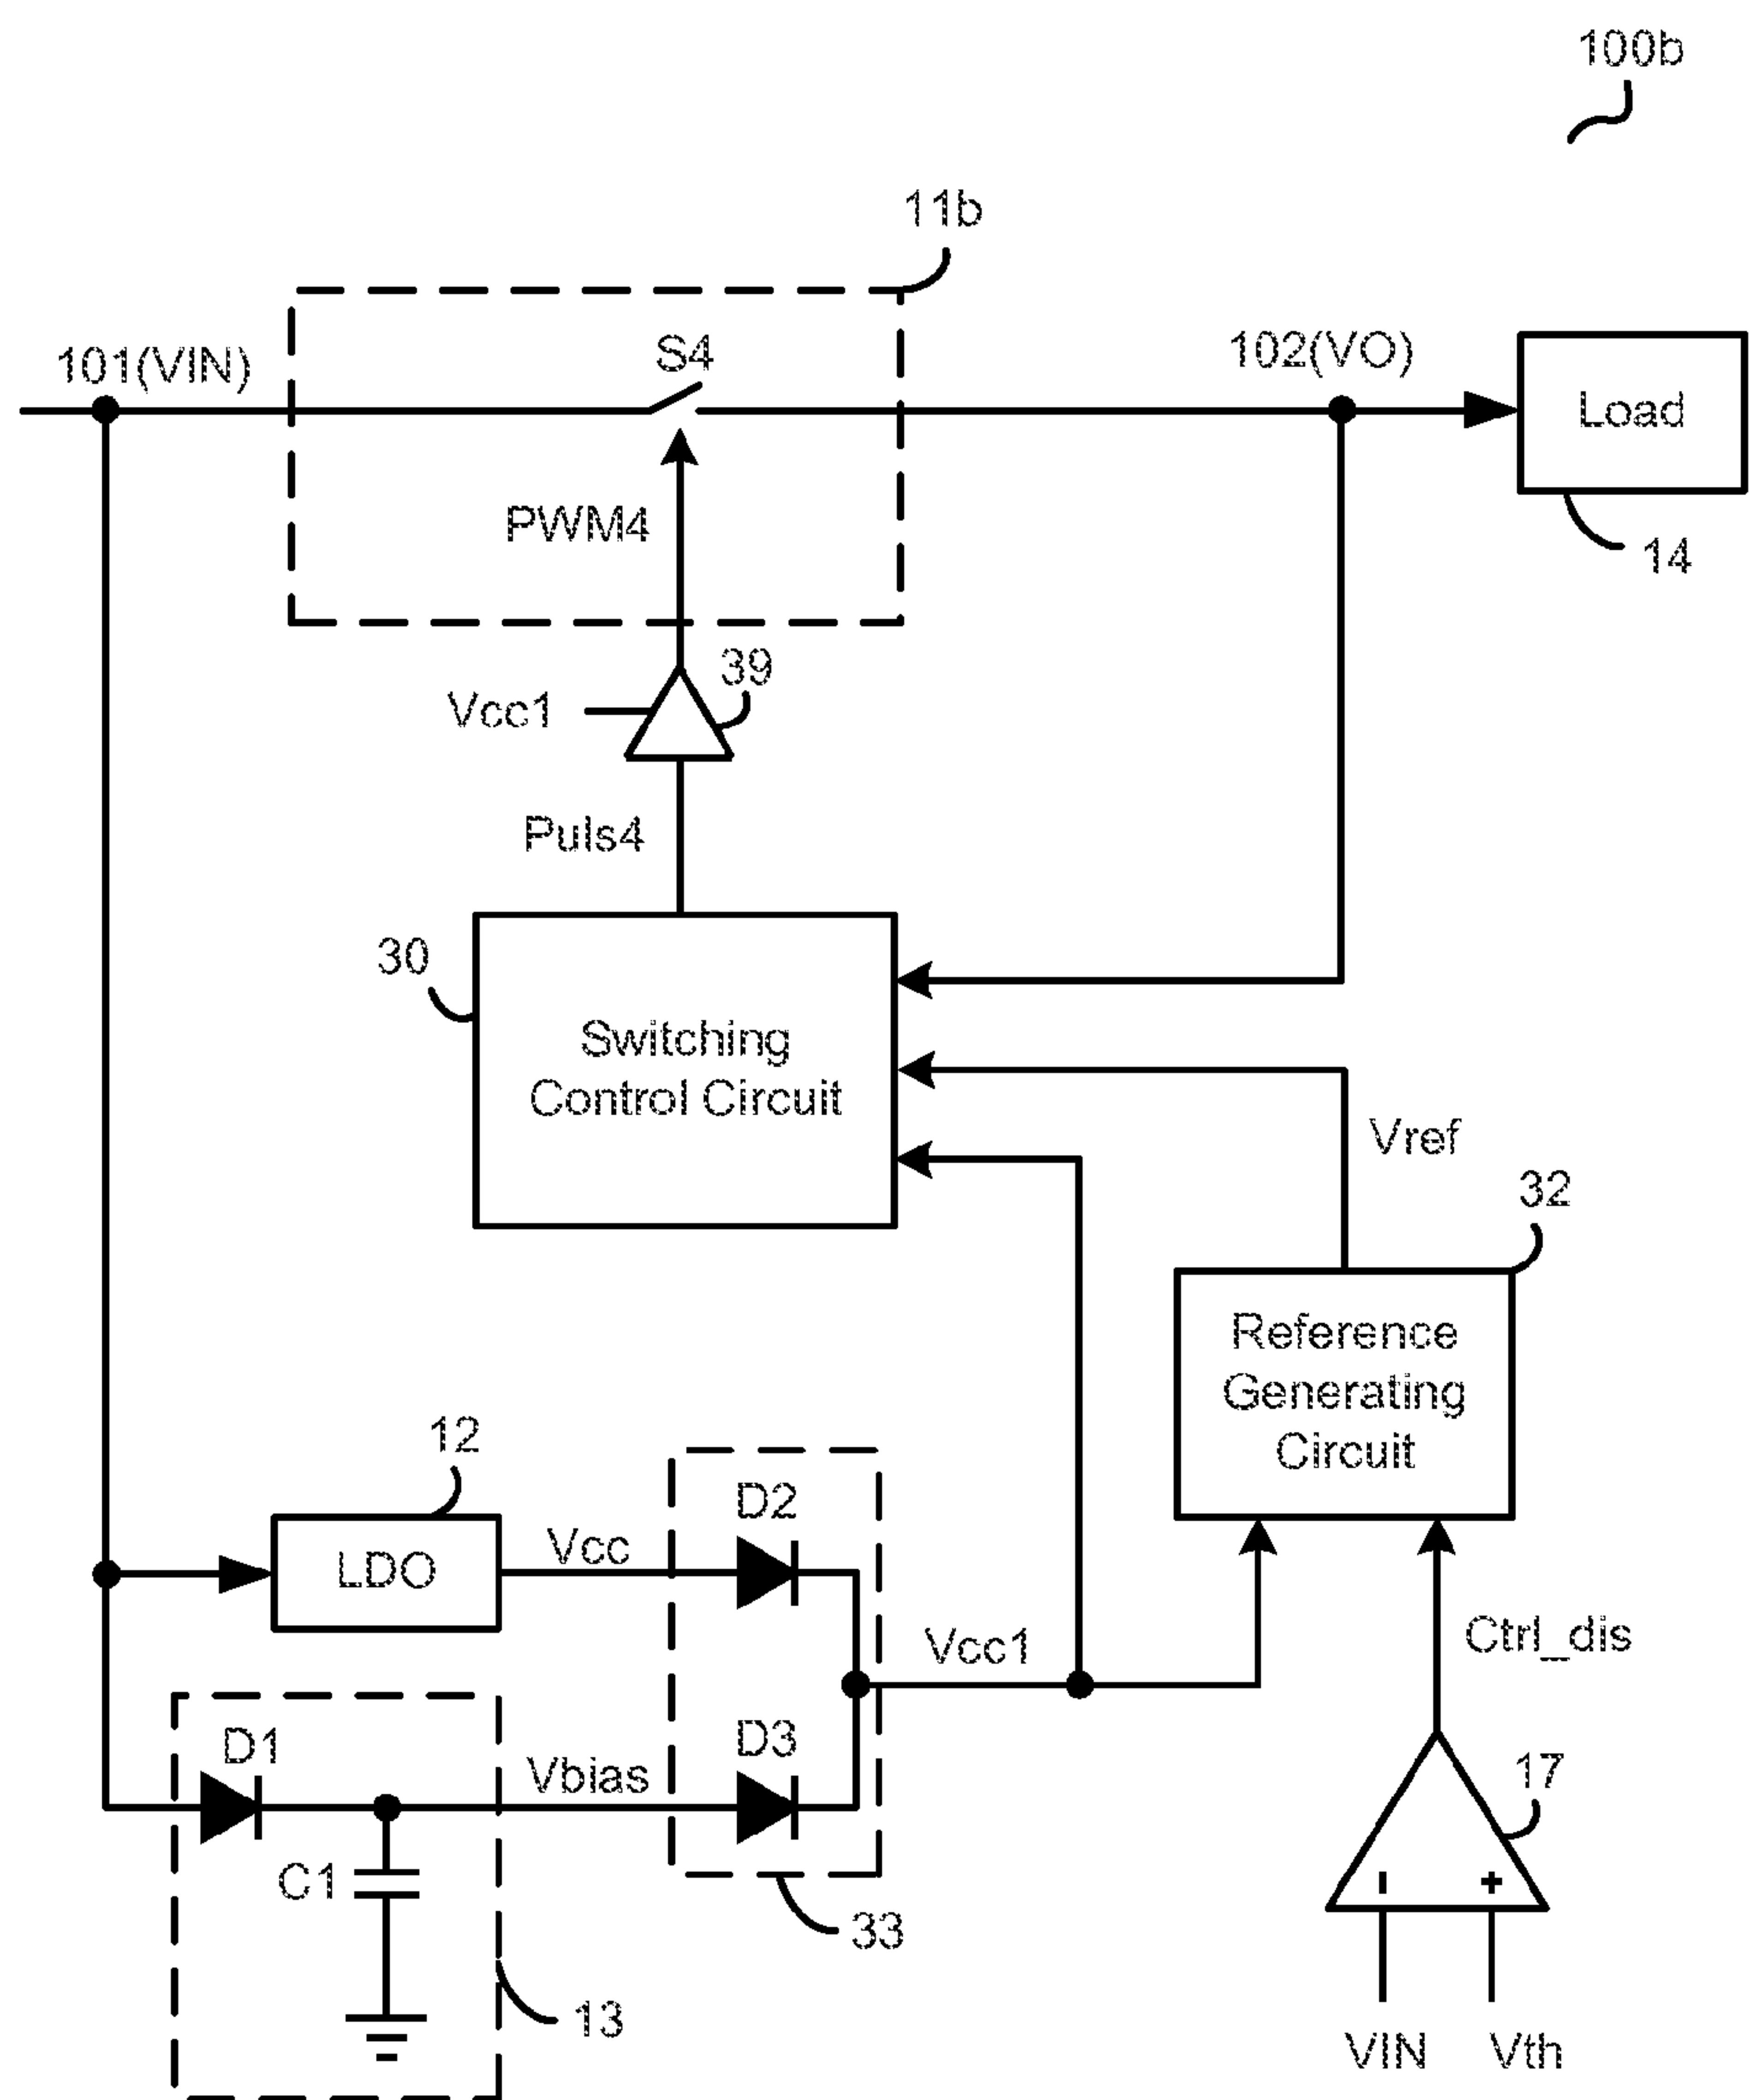 100b
11b
101(VIN)
S4
102(VO)
Load
PWM4
14
39
Vcc1
Puls4
30
Switching
Control Circuit
Vref
32
Reference
Generating
Circuit
12
D2
LDO
Vcc
Ctrl_dis
Vcc1
D1
D3
Vbias
17
C1
- +
33
13
VIN
Vth